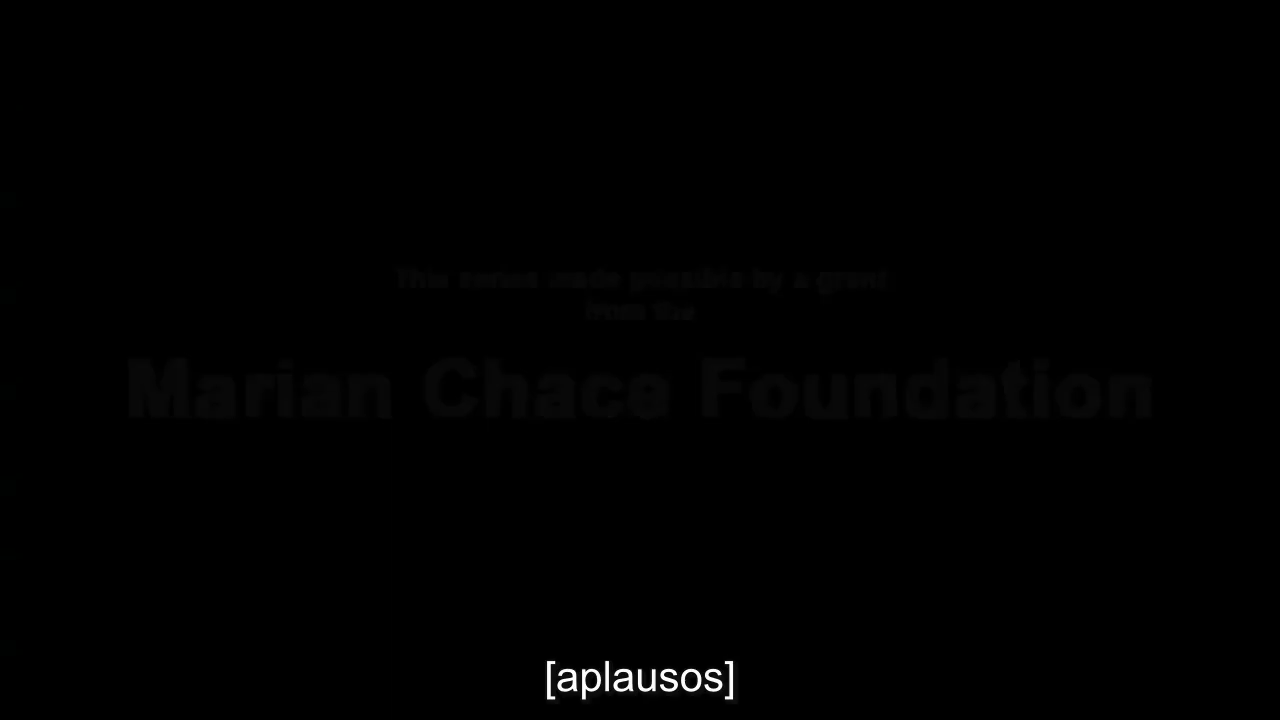 This series made possible by a grant
from the
Marian Chace Foundation
[aplausos]